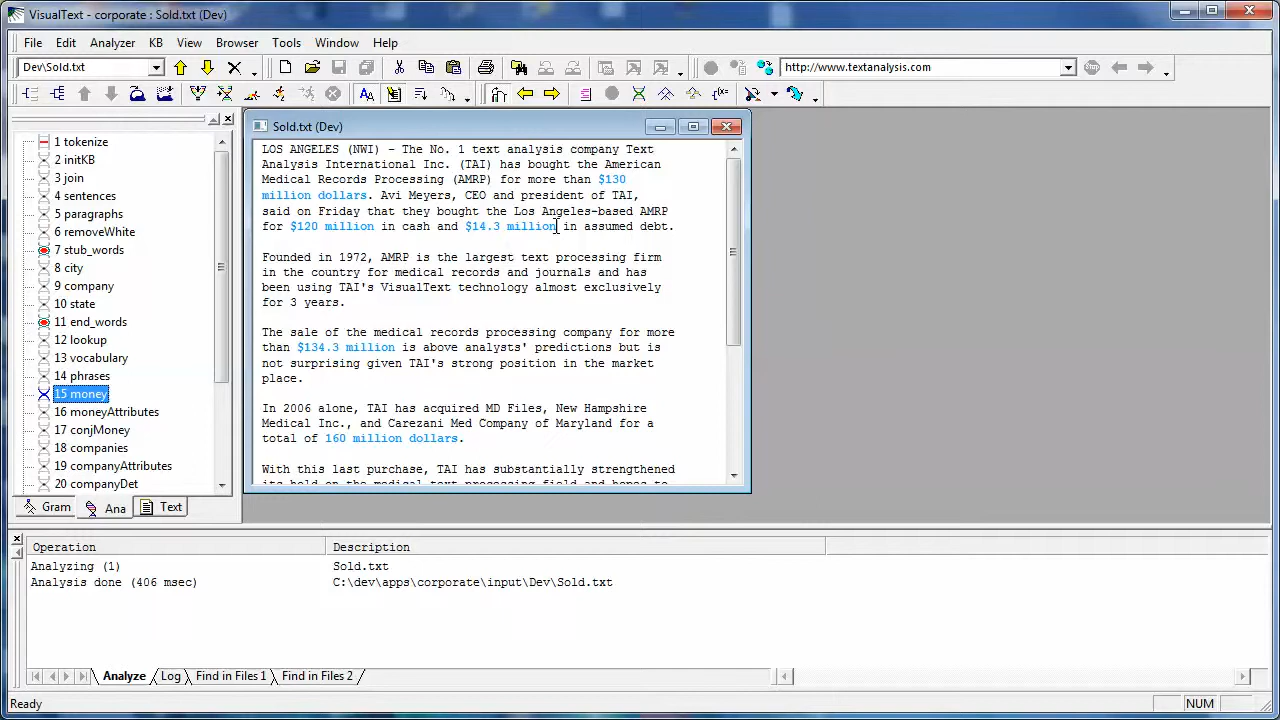 VisualText - corporate : Sold.txt (Dev)
File Edit Analyzer KB View Browser Tools Window Help
Dev\Sold.txt
http://www.textanalysis.com
1 tokenize
2 initKB
3 join
4 sentences
5 paragraphs
6 removeWhite
7 stub_words
8 city
9 company
10 state
11 end_words
12 lookup
13 vocabulary
14 phrases
15 money
16 moneyAttributes
17 conjMoney
18 companies
19 companyAttributes
20 companyDet
Gram Ana Text
Sold.txt (Dev)
LOS ANGELES (NWI) - The No. 1 text analysis company Text
Analysis International Inc. (TAI) has bought the American
Medical Records Processing (AMRP) for more than $130
million dollars. Avi Meyers, CEO and president of TAI,
said on Friday that they bought the Los Angeles-based AMRP
for $120 million in cash and $14.3 million in assumed debt.
Founded in 1972, AMRP is the largest text processing firm
in the country for medical records and journals and has
been using TAI's VisualText technology almost exclusively
for 3 years.
The sale of the medical records processing company for more
than $134.3 million is above analysts' predictions but is
not surprising given TAI's strong position in the market
place.
In 2006 alone, TAI has acquired MD Files, New Hampshire
Medical Inc., and Carezani Med Company of Maryland for a
total of 160 million dollars.
With this last purchase, TAI has substantially strengthened
its hold on the medical text processing field and hopes to
Operation Description
Analyzing (1) Sold.txt
Analysis done (406 msec) C:\dev\apps\corporate\input\Dev\Sold.txt
Analyze Log Find in Files 1 Find in Files 2
Ready NUM